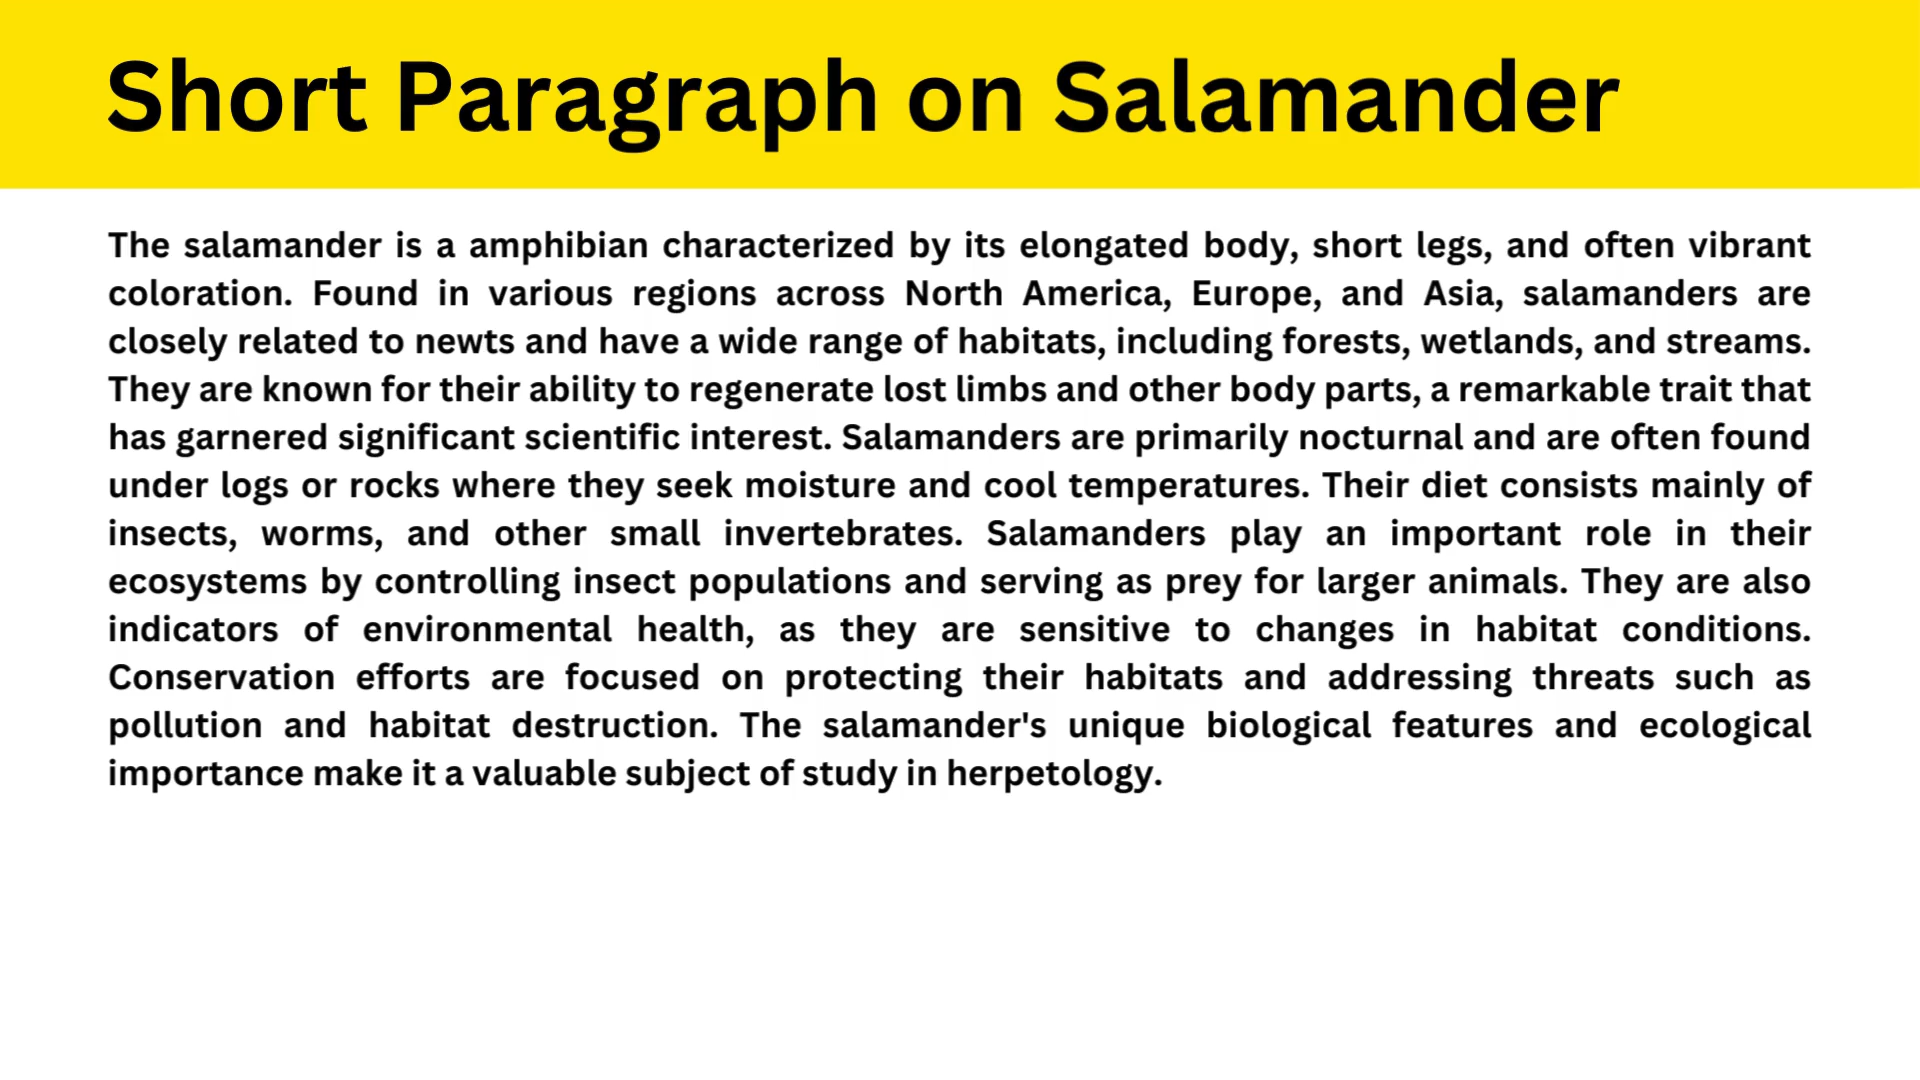 Short Paragraph on Salamander
The salamander is a amphibian characterized by its elongated body, short legs, and often vibrant
coloration. Found in various regions across North America, Europe, and Asia, salamanders are
closely related to newts and have a wide range of habitats, including forests, wetlands, and streams.
They are known for their ability to regenerate lost limbs and other body parts, a remarkable trait that
has garnered significant scientific interest. Salamanders are primarily nocturnal and are often found
under logs or rocks where they seek moisture and cool temperatures. Their diet consists mainly of
insects, worms, and other small invertebrates. Salamanders play an important role in their
ecosystems by controlling insect populations and serving as prey for larger animals. They are also
indicators of environmental health, as they are sensitive to changes in habitat conditions.
Conservation efforts are focused on protecting their habitats and addressing threats such as
pollution and habitat destruction. The salamander's unique biological features and ecological
importance make it a valuable subject of study in herpetology.